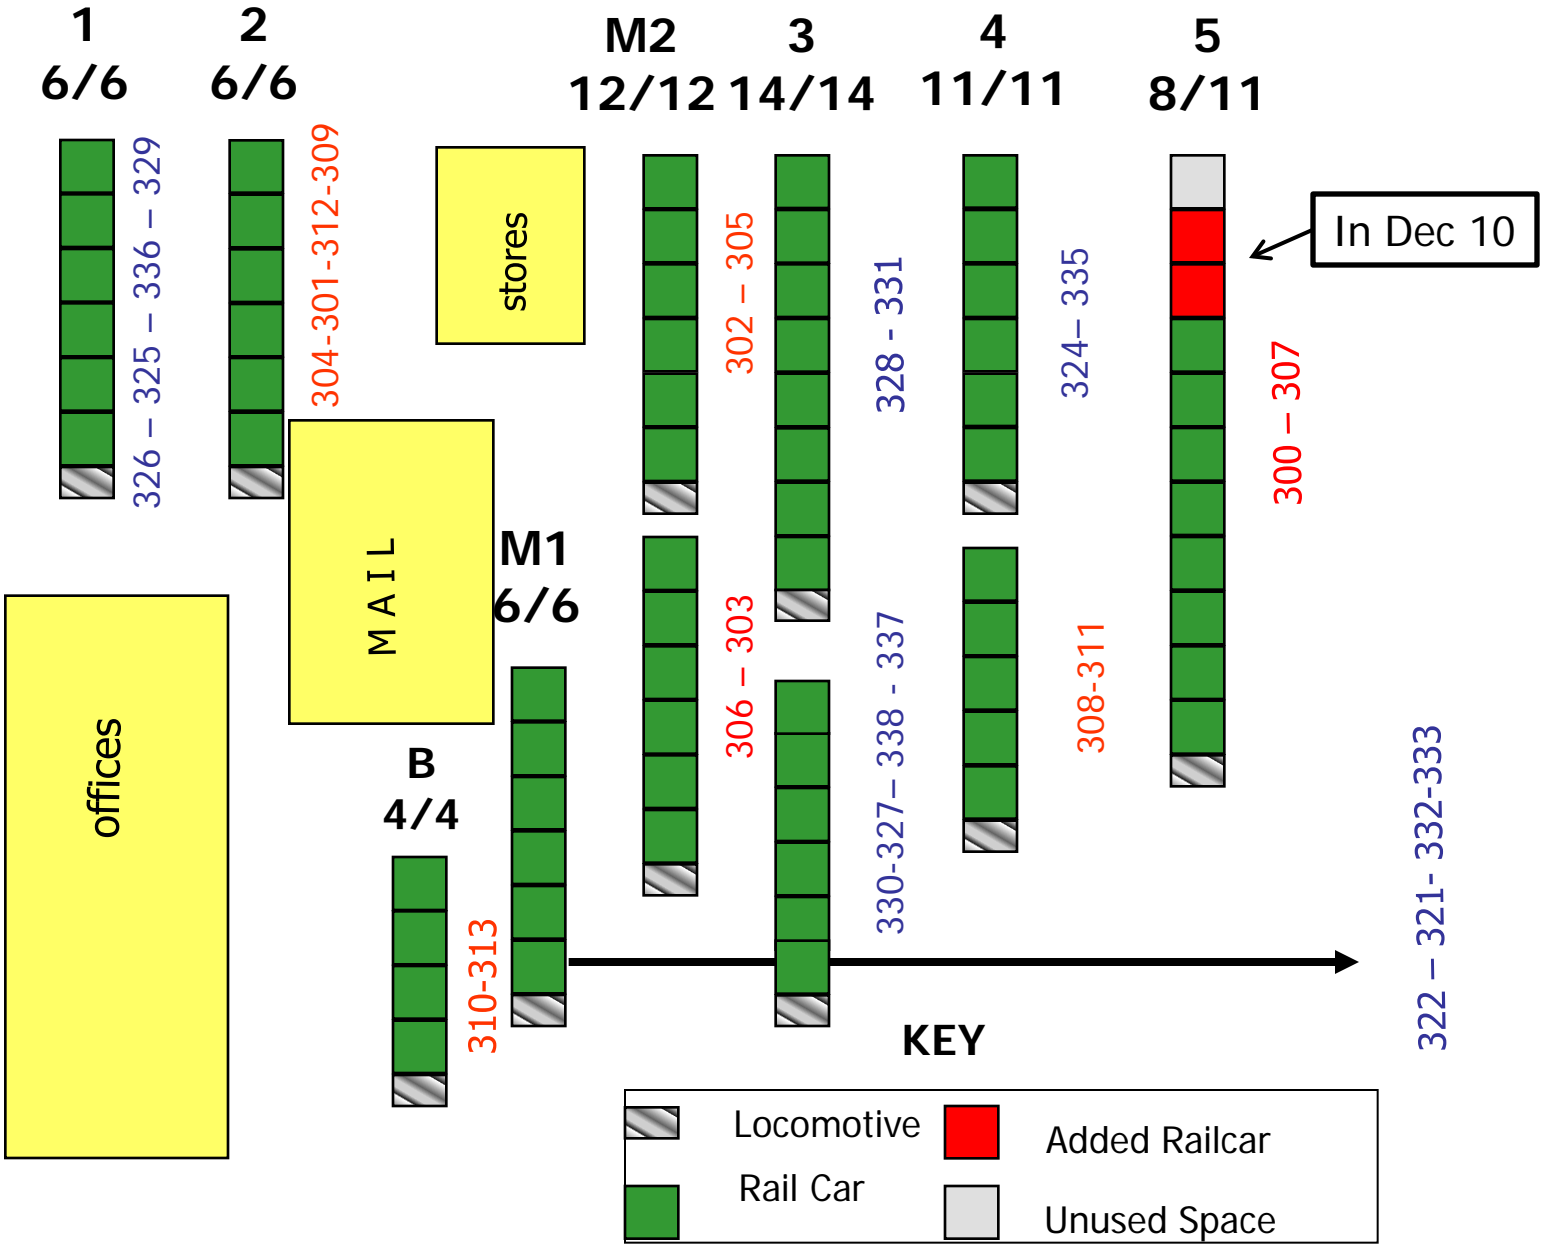 1
6/6
2
6/6
M2
12/12
3
14/14
4
11/11
5
8/11
326 – 325 – 336 – 329
304-301-312-309
stores
302 – 305
328 - 331
324– 335
In Dec 10
300 – 307
MAIL
M1
6/6
offices
306 – 303
330-327– 338 - 337
308-311
B
4/4
310-313
322 – 321- 332-333
KEY
Locomotive
Added Railcar
Rail Car
Unused Space